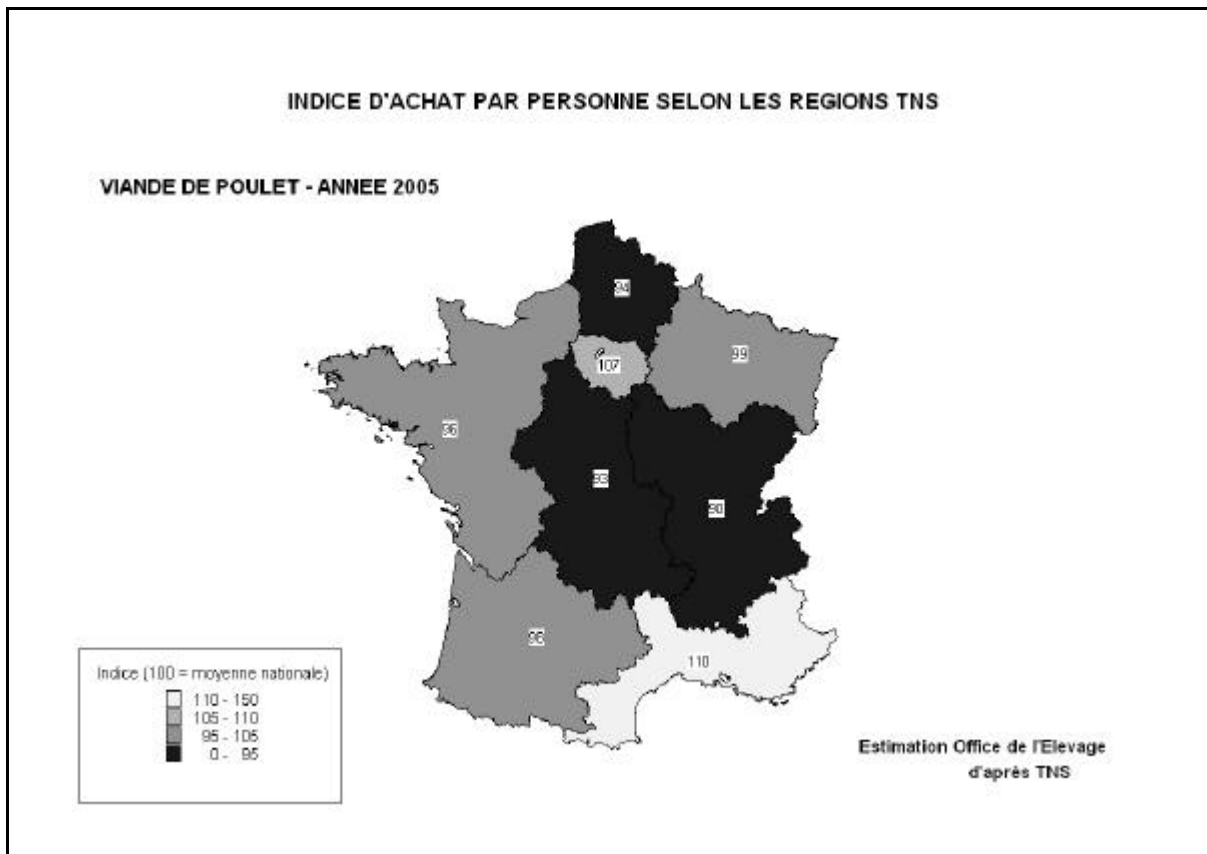 INDICE D'ACHAT PAR PERSONNE SELON LES REGIONS TNS
VIANDE DE POULET - ANNEE 2005
94
107
99
96
93
90
96
110
Indice (100 = moyenne nationale)
110 - 150
105 - 110
95 - 105
0 - 95
Estimation Office de l'Elevage
d'après TNS